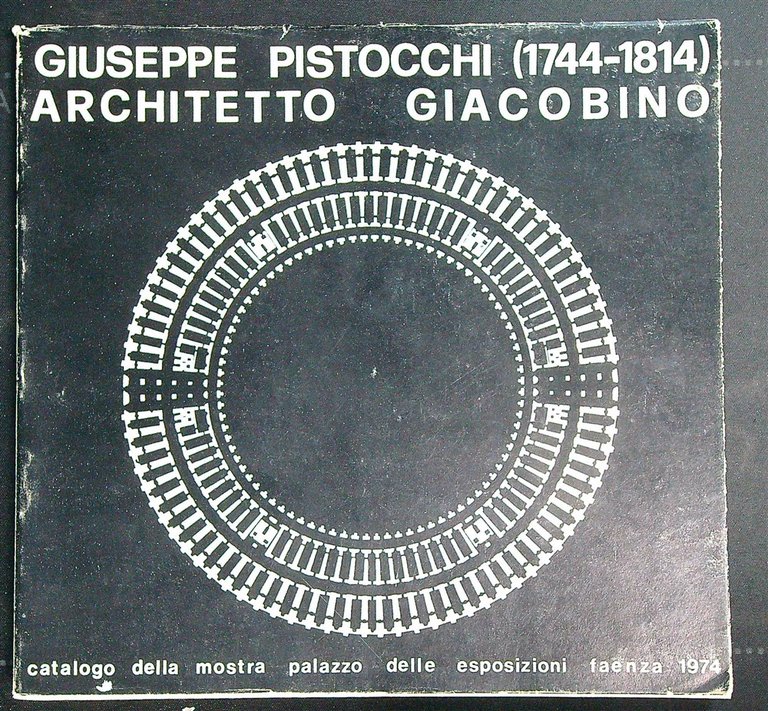 GIUSEPPE PISTOCCHI (1744-1814)
ARCHITETTO GIACOBINO
catalogo della mostra palazzo delle esposizioni faenza 1974